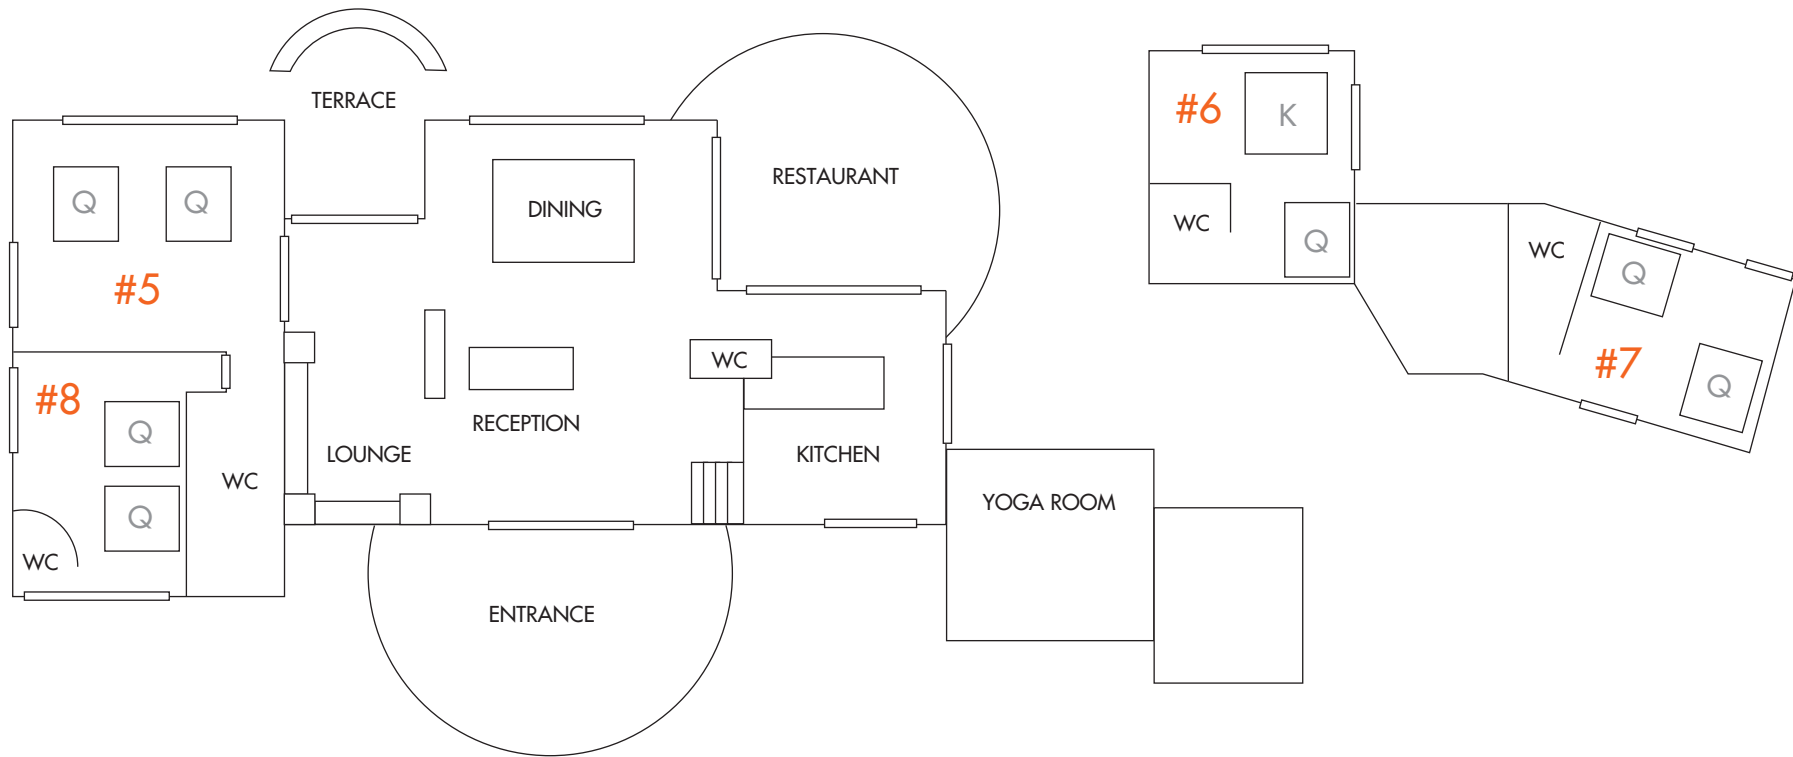 TERRACE
#6
K
RESTAURANT
Q
Q
DINING
WC
Q
WC
Q
#5
WC
#7
Q
#8
Q
RECEPTION
LOUNGE
KITCHEN
WC
YOGA ROOM
Q
WC
ENTRANCE